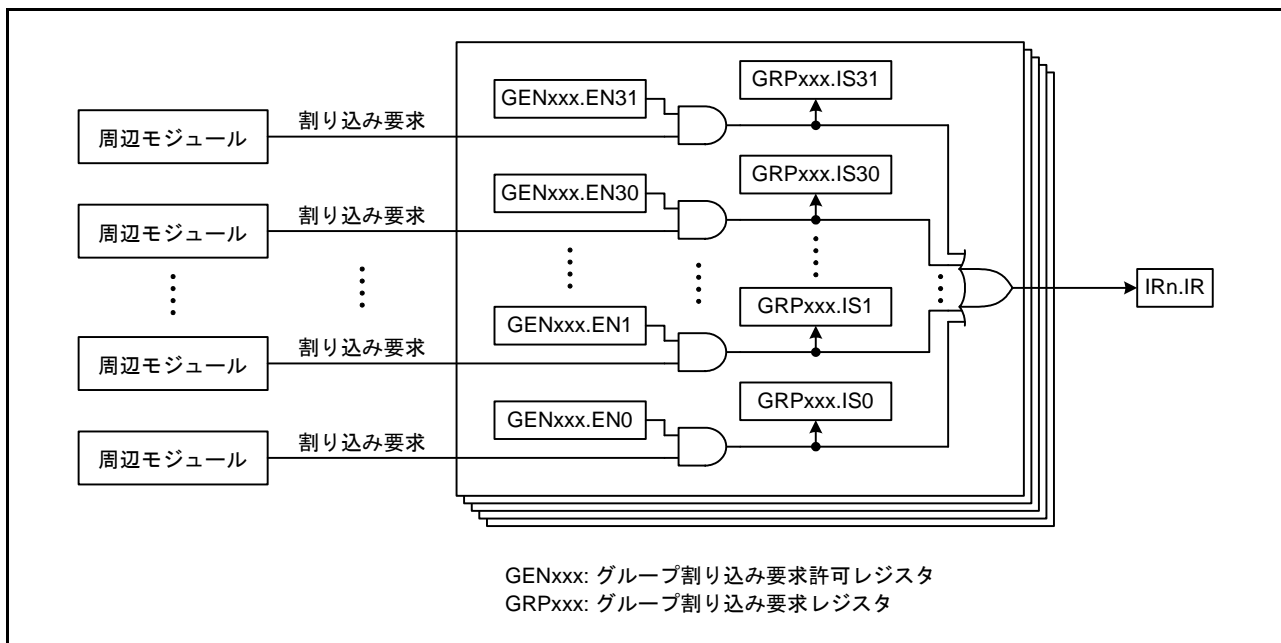 GRPxxx.IS31
GENxxx.EN31
周辺モジュール
割り込み要求
GRPxxx.IS30
GENxxx.EN30
周辺モジュール
割り込み要求
GRPxxx.IS1
IRn.IR
GENxxx.EN1
周辺モジュール
割り込み要求
GRPxxx.IS0
GENxxx.EN0
周辺モジュール
割り込み要求
GENxxx: グループ割り込み要求許可レジスタ
GRPxxx: グループ割り込み要求レジスタ